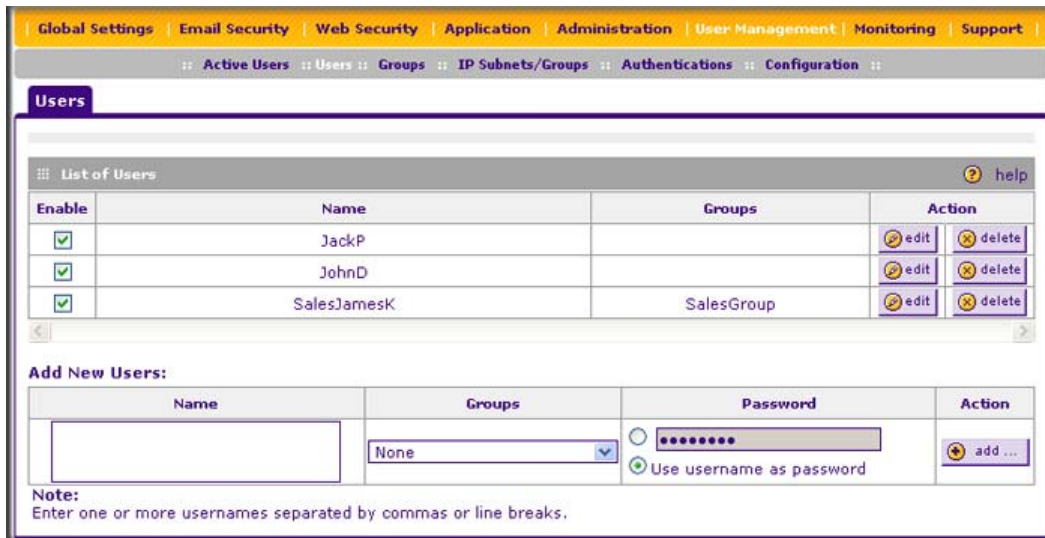 Global Settings | Email Security | Web Security | Application | Administration | User Management | Monitoring | Support
:: Active Users :: Users :: Groups :: IP Subnets/Groups :: Authentications :: Configuration ::
Users
List of Users ? help
Enable Name Groups Action
JackP edit delete
JohnD edit delete
SalesJamesK SalesGroup edit delete
Add New Users:
Name Groups Password Action
None ●●●●●●●● add ...
Use username as password
Note:
Enter one or more usernames separated by commas or line breaks.